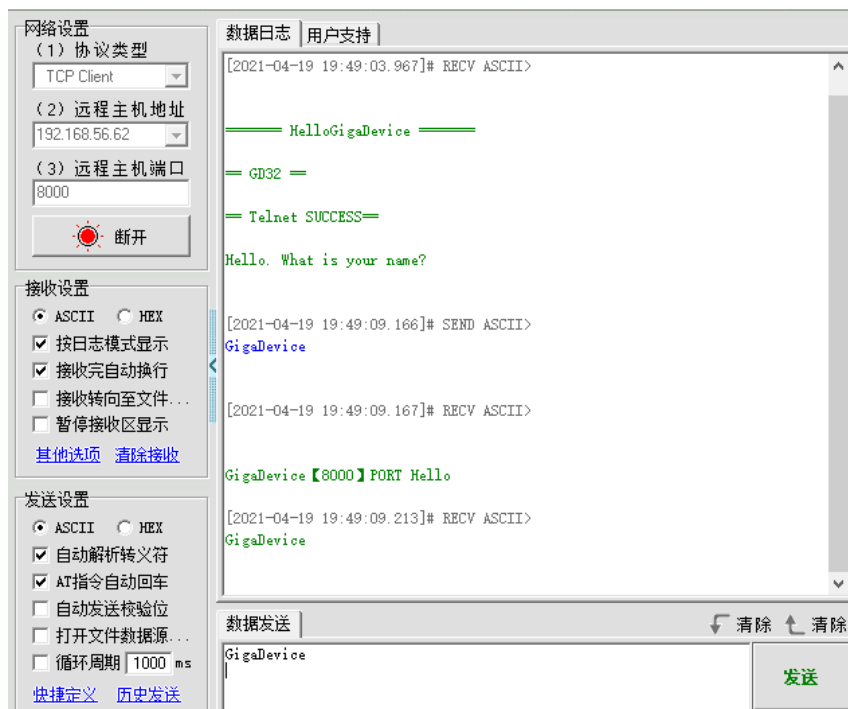 网络设置
（1）协议类型
TCP Client
（2）远程主机地址
192.168.56.62
（3）远程主机端口
8000
断开
接收设置
ASCII HEX
按日志模式显示
接收完自动换行
接收转向至文件...
暂停接收区显示
其他选项 清除接收
发送设置
ASCII HEX
自动解析转义符
AT指令自动回车
自动发送校验位
打开文件数据源...
循环周期 1000 ms
快捷定义 历史发送
数据日志 用户支持
[2021-04-19 19:49:03.967]# RECV ASCII>
====== HelloGigaDevice ======
== GD32 ==
== Telnet SUCCESS==
Hello. What is your name?
[2021-04-19 19:49:09.166]# SEND ASCII>
GigaDevice
[2021-04-19 19:49:09.167]# RECV ASCII>
GigaDevice【8000】PORT Hello
[2021-04-19 19:49:09.213]# RECV ASCII>
GigaDevice
数据发送 清除 清除
GigaDevice
发送